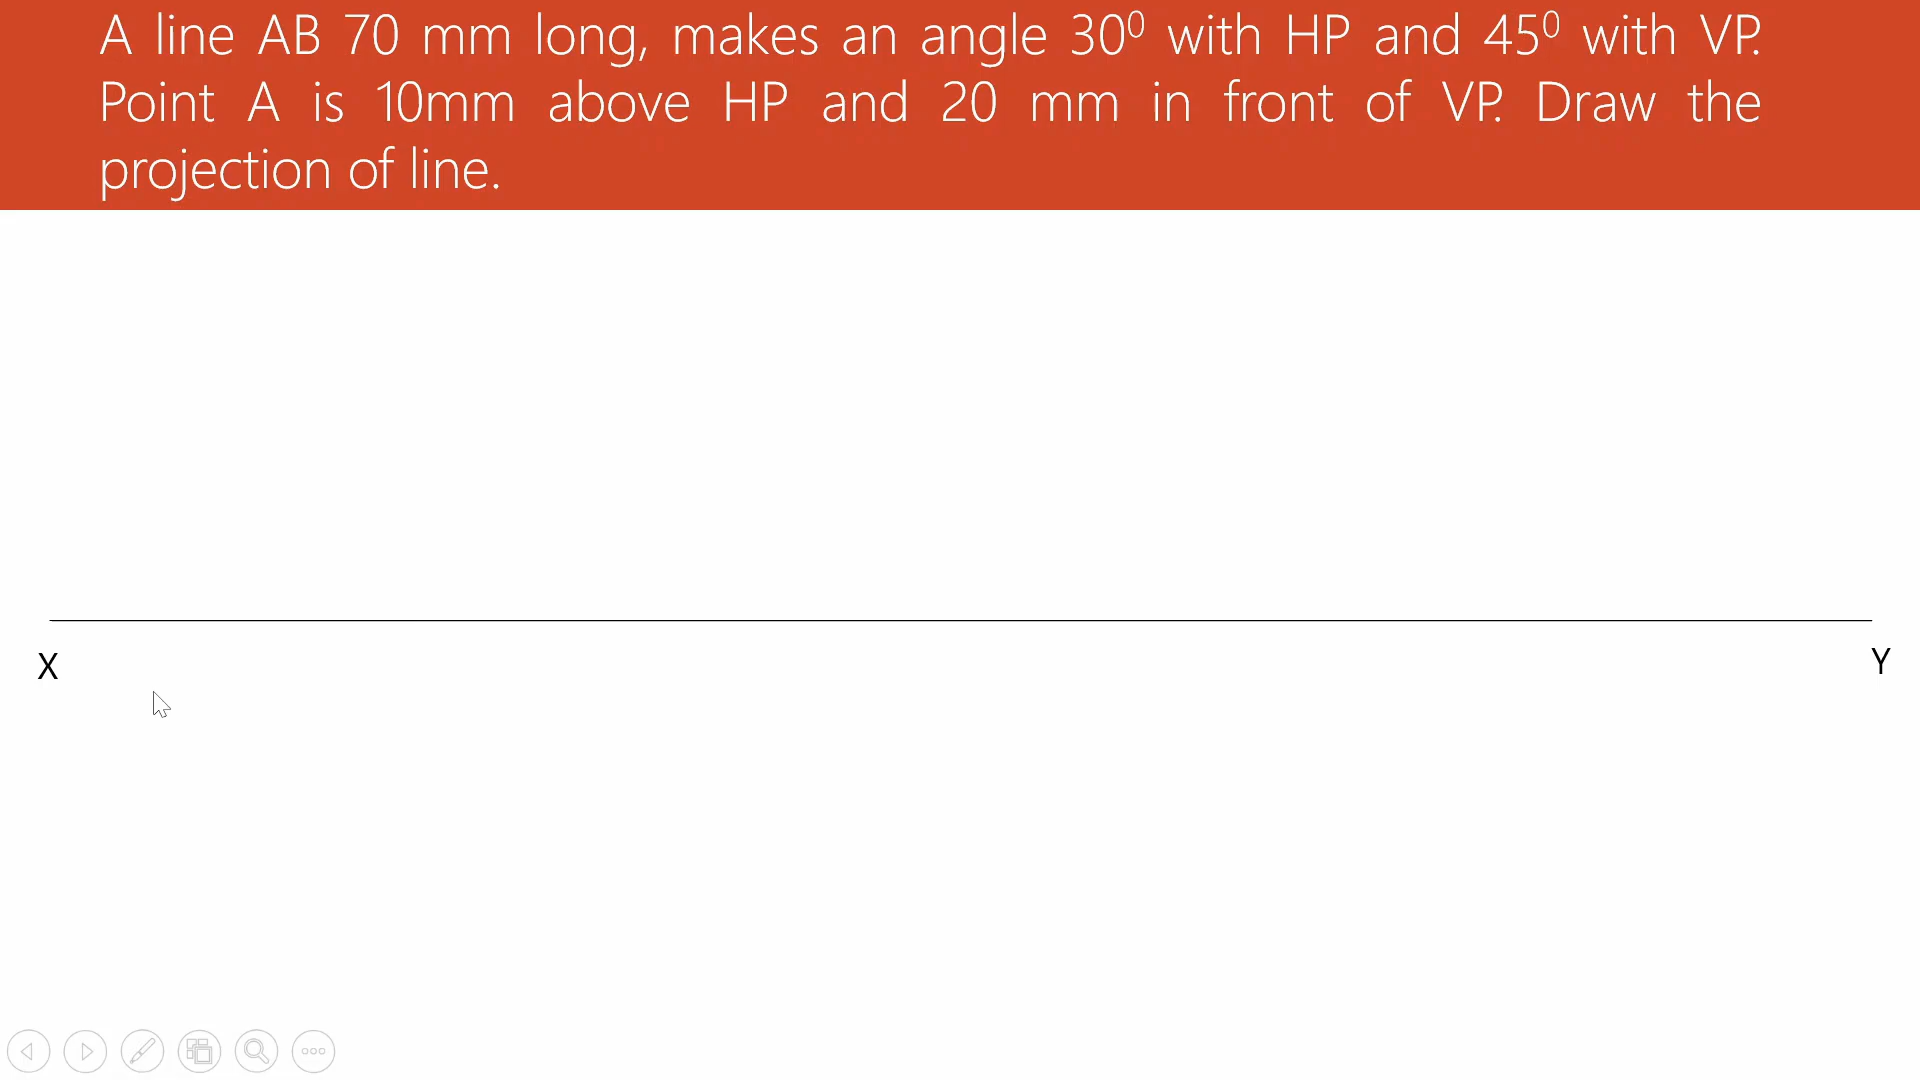 A line AB 70 mm long, makes an angle 30⁰ with HP and 45⁰ with VP.
Point A is 10mm above HP and 20 mm in front of VP. Draw the
projection of line.
X
Y